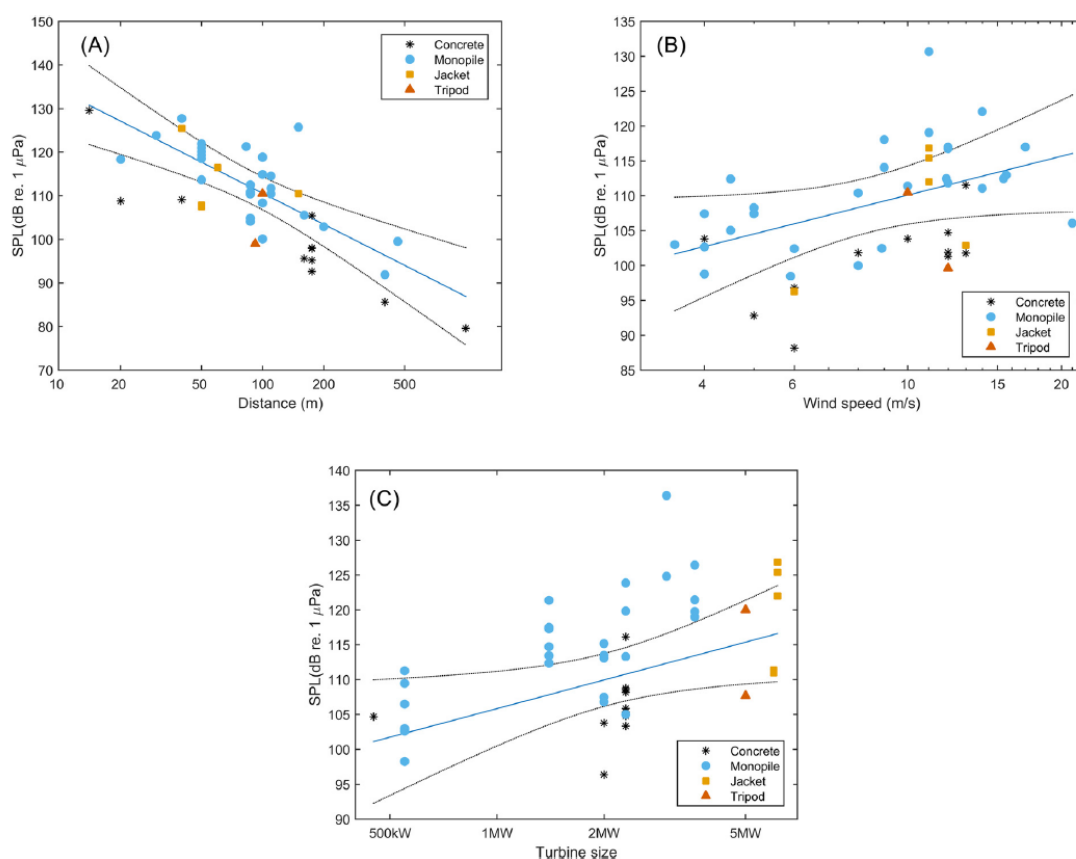 (A)
Concrete
Monopile
Jacket
Tripod
SPL(dB re. 1 μPa)
150
140
130
120
110
100
90
80
70
10 20 50 100 200 500
Distance (m)
(B)
SPL(dB re. 1 μPa)
135
130
125
120
115
110
105
100
95
90
85
Concrete
Monopile
Jacket
Tripod
4 6 10 15 20
Wind speed (m/s)
(C)
SPL(dB re. 1 μPa)
140
135
130
125
120
115
110
105
100
95
90
Concrete
Monopile
Jacket
Tripod
500kW 1MW 2MW 5MW
Turbine size